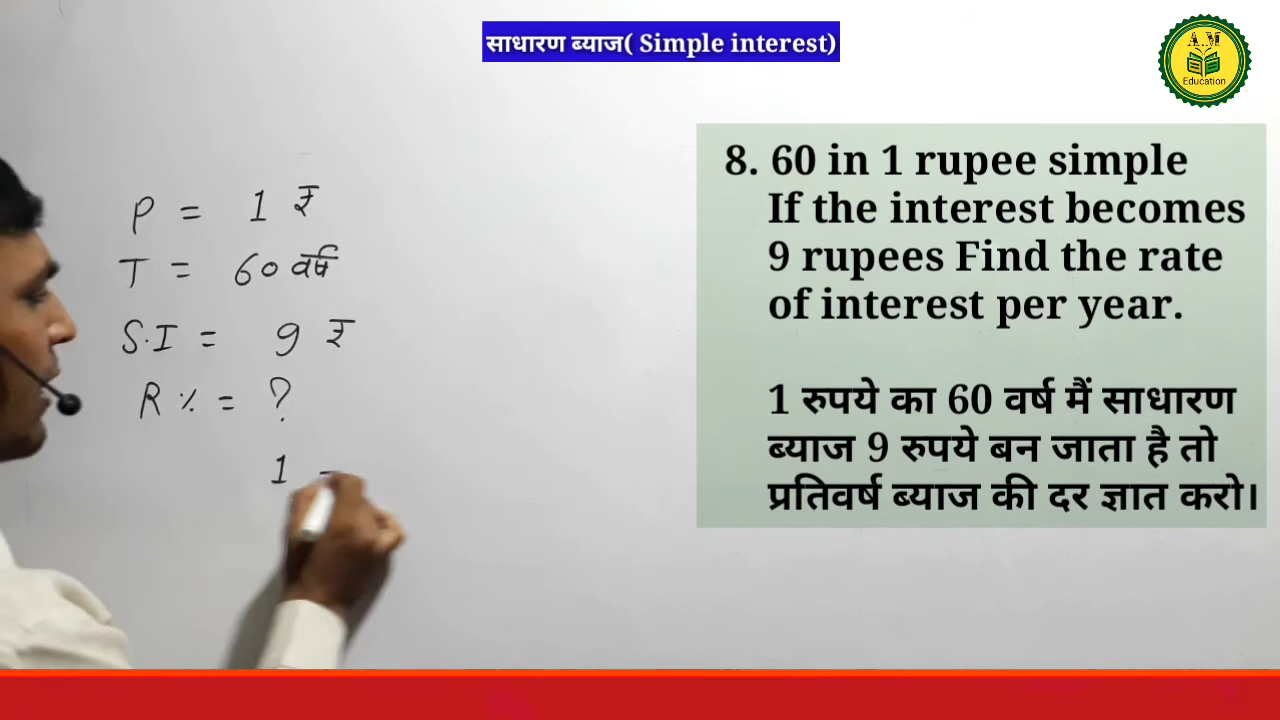 साधारण ब्याज( Simple interest)
A.M
Education
8. 60 in 1 rupee simple
If the interest becomes
9 rupees Find the rate
of interest per year.
1 रुपये का 60 वर्ष मैं साधारण
ब्याज 9 रुपये बन जाता है तो
प्रतिवर्ष ब्याज की दर ज्ञात करो।
P = 1 ₹
T = 60 वर्ष
S.I = 9 ₹
R % = ?
1